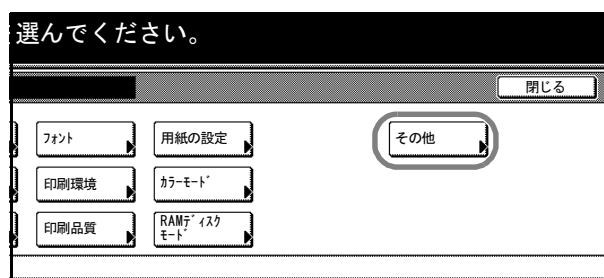 選んでください。
閉じる
フォント
用紙の設定
その他
印刷環境
ｶﾗｰﾓｰﾄﾞ
印刷品質
RAMﾃﾞｨｽｸ
ﾓｰﾄﾞ